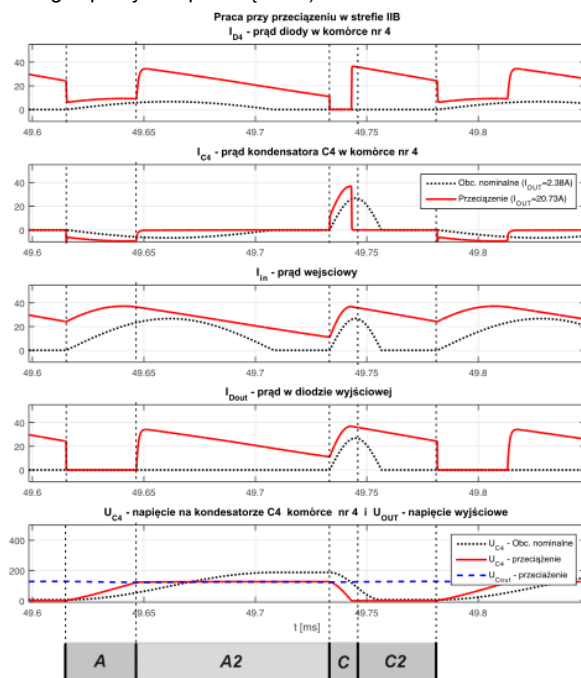 Praca przy przeciązeniu w strefie IIB
I_D4 - prąd diody w komórce nr 4
40
20
0
49.6 49.65 49.7 49.75 49.8
I_C4 - prąd kondensatora C4 w komórce nr 4
40
20
0
Obc. nominalne (I_OUT=2.38A)
Przeciążenie (I_OUT=20.73A)
49.6 49.65 49.7 49.75 49.8
I_in - prąd wejsciowy
40
20
0
49.6 49.65 49.7 49.75 49.8
I_Dout - prąd w diodzie wyjściowej
40
20
0
49.6 49.65 49.7 49.75 49.8
U_C4 - napięcie na kondesatorze C4 komórce nr 4 i U_OUT - napięcie wyjściowe
400
200
0
U_C4 - Obc. nominalne
U_C4 - przeciążenie
U_Cout - przeciażenie
49.6 49.65 49.7 49.75 49.8
t [ms]
A A2 C C2